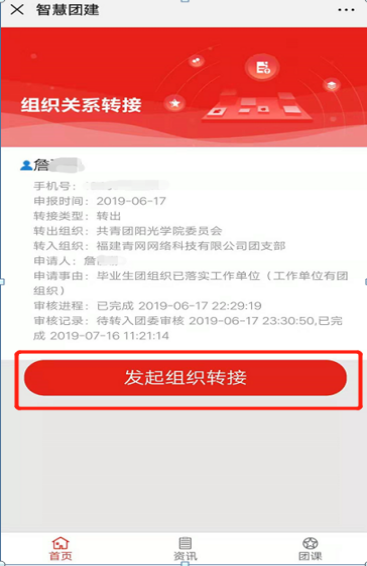 智慧团建
组织关系转接
詹
手机号：
申报时间：2019-06-17
转接类型：转出
转出组织：共青团阳光学院委员会
转入组织：福建青网网络科技有限公司团支部
申请人：詹
申请事由：毕业生团组织已落实工作单位（工作单位有团
组织）
审核进程：已完成 2019-06-17 22:29:19
审核记录：待转入团委审核 2019-06-17 23:30:50,已完
成 2019-07-16 11:21:14
发起组织转接
首页
资讯
团课